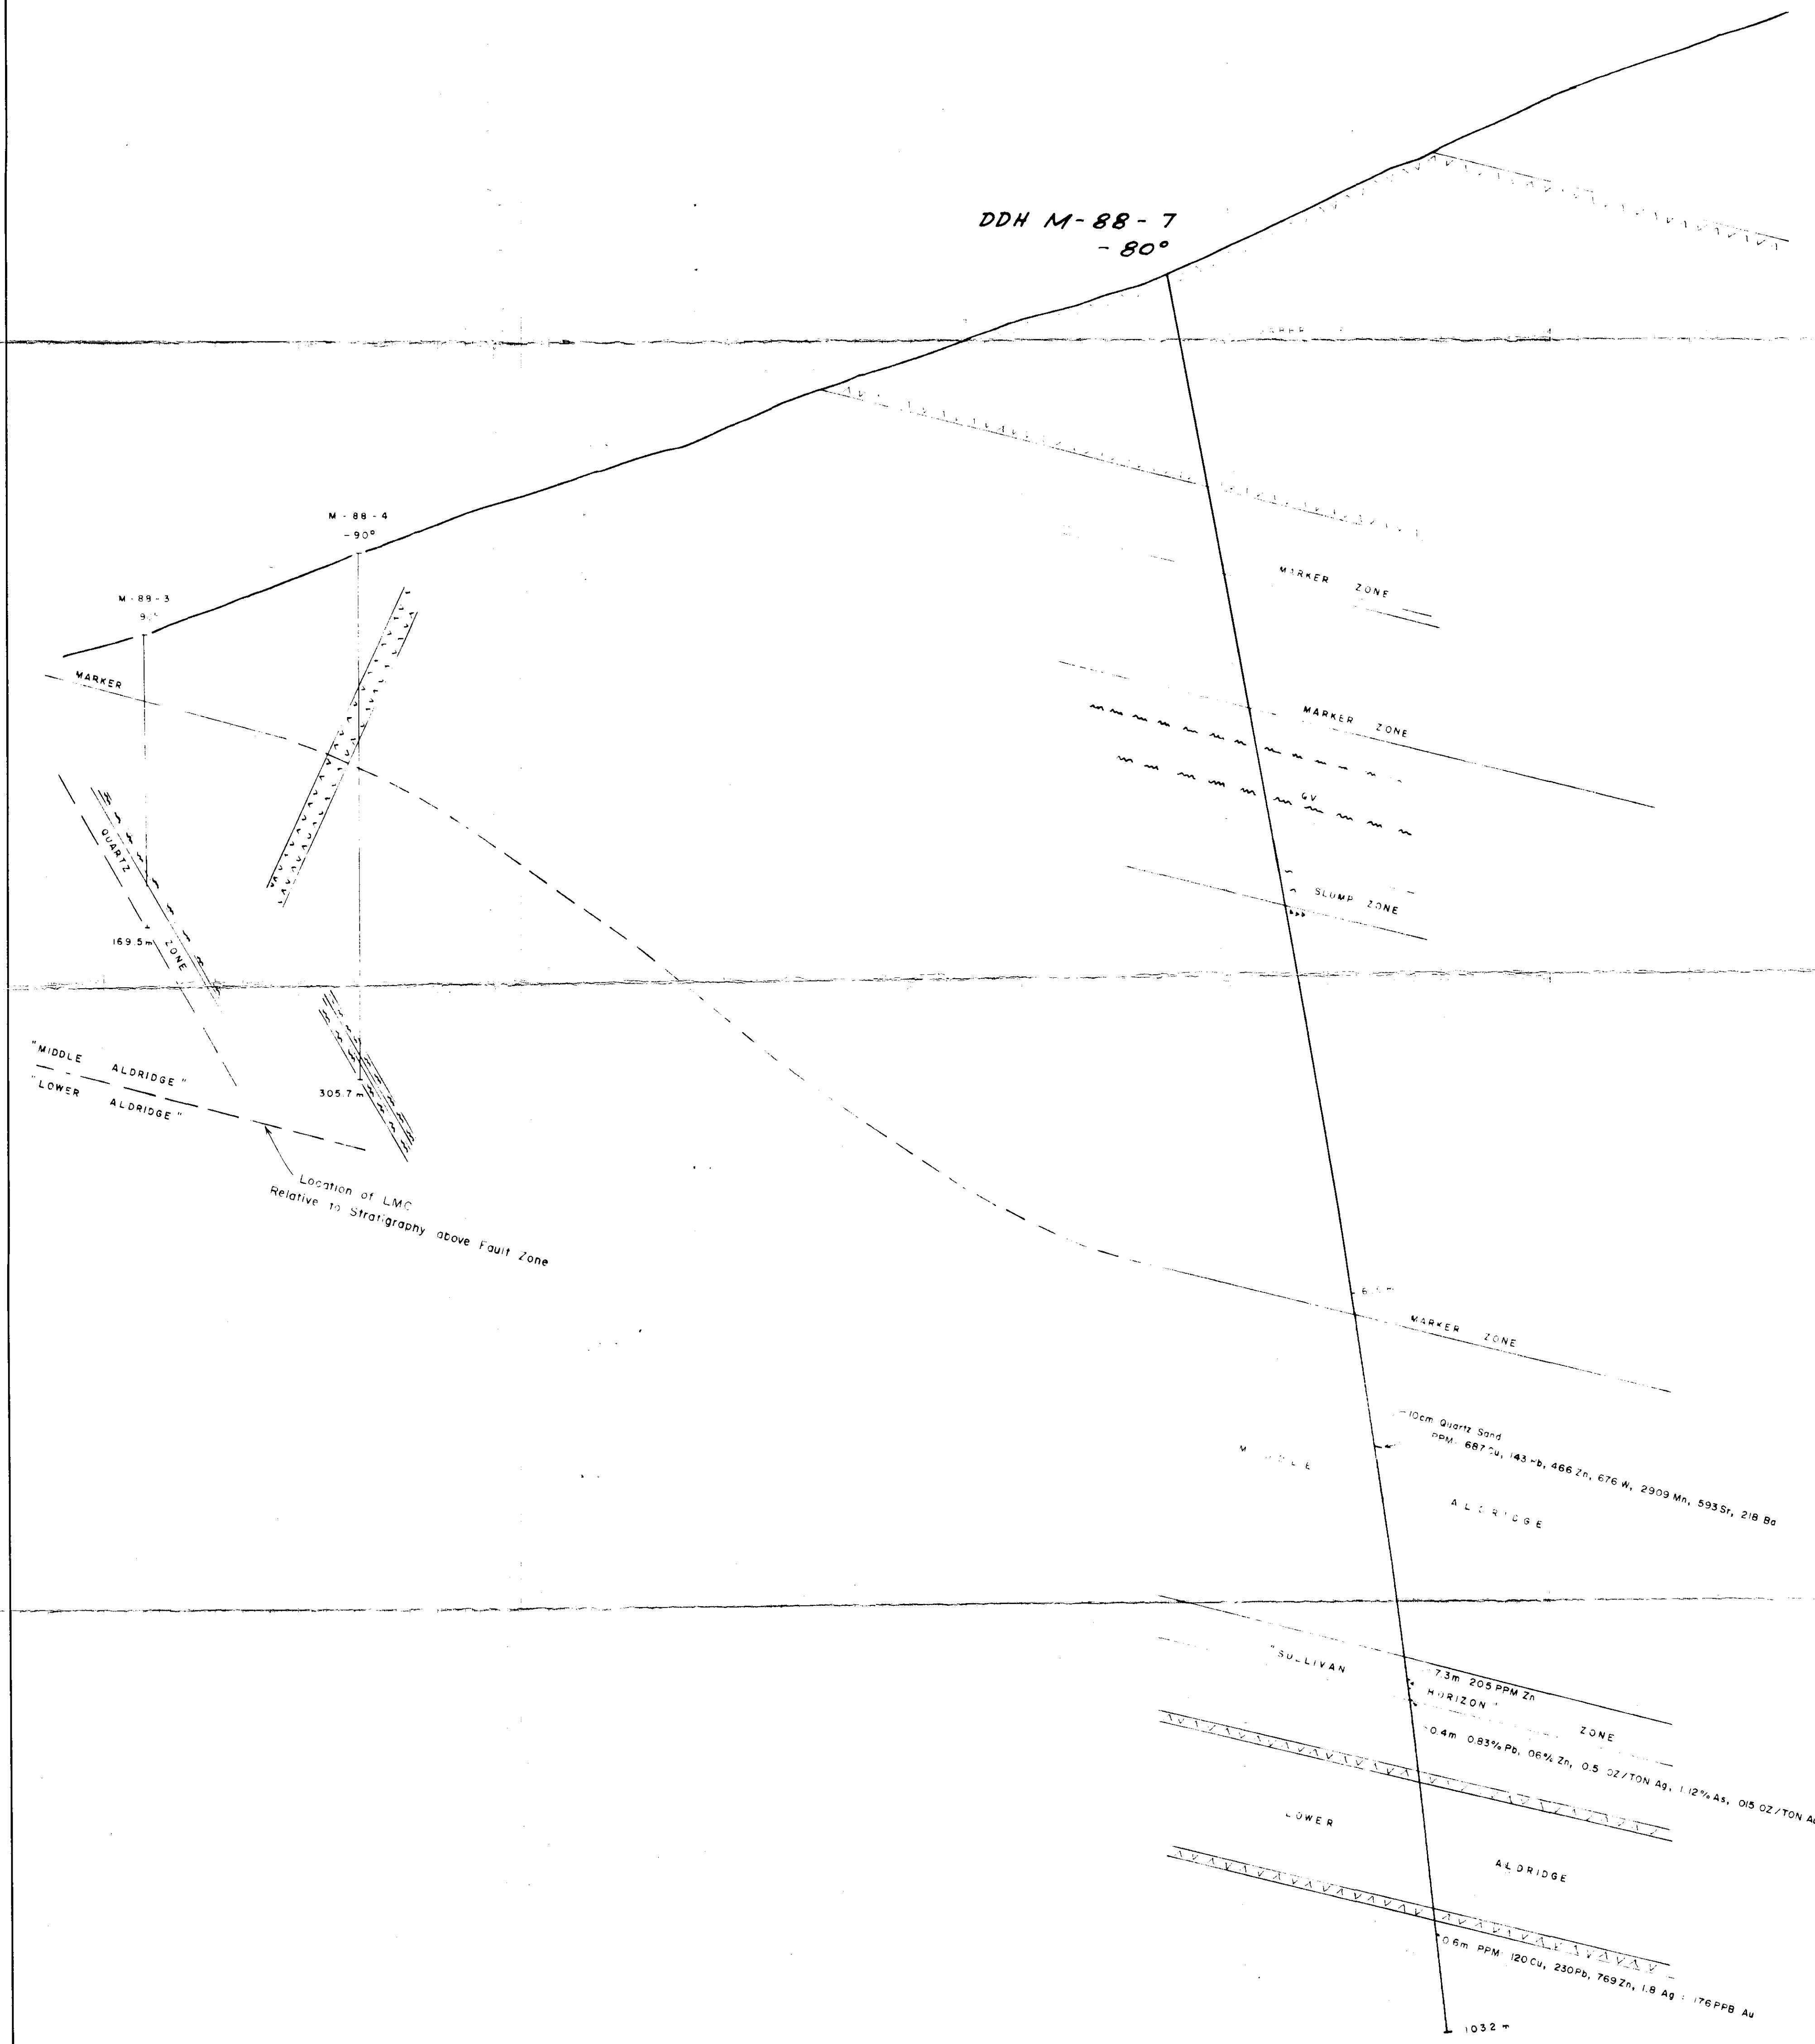 DDH M-88-7
-80°
M-88-4
-90°
MARKER ZONE
M-88-3
MARKER
MARKER ZONE
QUARTZ ZONE
SLUMP ZONE
169.5m
"MIDDLE ALDRIDGE"
"LOWER ALDRIDGE"
305.7m
Location of LMC
Relative to Stratigraphy above Fault Zone
MARKER ZONE
10cm Quartz Sand
PPM: 687 Cu, 143 Pb, 466 Zn, 676 W, 2909 Mn, 593 Sr, 218 Ba
ALDRIDGE
"SULLIVAN HORIZON" ZONE
7.3m 205 PPM Zn
0.4m 0.83% Pb, .06% Zn, 0.5 OZ/TON Ag, 1.12% As, .015 OZ/TON
LOWER ALDRIDGE
0.6m PPM 120 Cu, 230 Pb, 769 Zn, 1.8 Ag : 176 PPB Au
1032 m